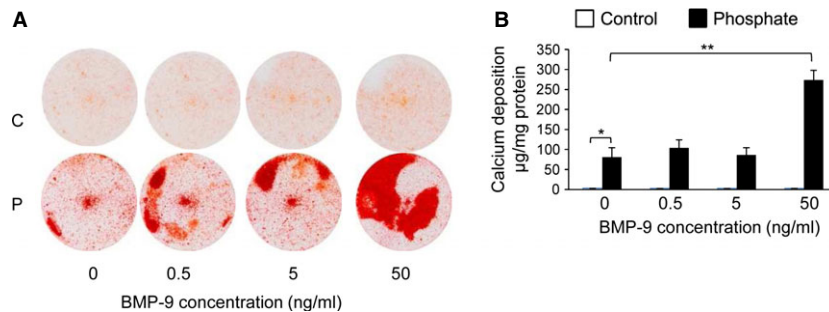 A
C
P
0 0.5 5 50
BMP-9 concentration (ng/ml)
B
Control Phosphate
Calcium deposition
µg/mg protein
350
300
250
200
150
100
50
0
*
**
0 0.5 5 50
BMP-9 concentration (ng/ml)